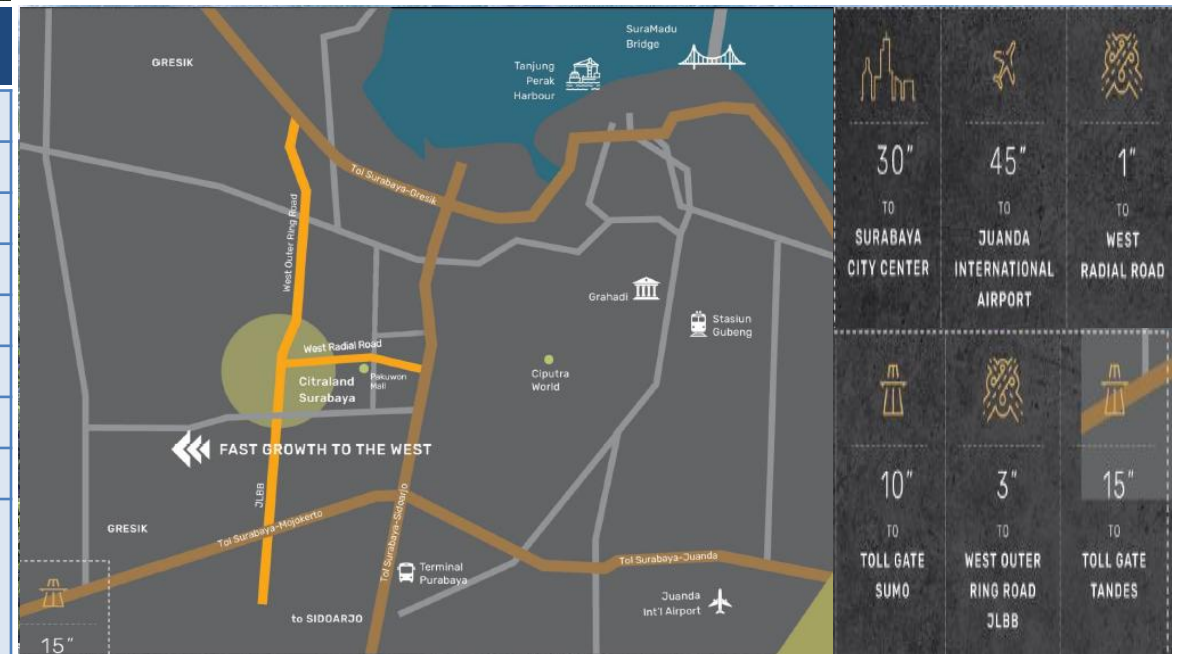 GRESIK
SuraMadu
Bridge
Tanjung
Perak
Harbour
Tol Surabaya-Gresik
West Outer Ring Road
Grahadi
Stasiun
Gubeng
West Radial Road
Pakuwon
Mall
Citraland
Surabaya
Ciputra
World
FAST GROWTH TO THE WEST
JLBB
GRESIK
Tol Surabaya-Mojokerto
Tol Surabaya-Sidoarjo
Tol Surabaya-Juanda
Terminal
Purabaya
Juanda
Int'l Airport
to SIDOARJO
15"
30"
TO
SURABAYA
CITY CENTER
45"
TO
JUANDA
INTERNATIONAL
AIRPORT
1"
TO
WEST
RADIAL ROAD
10"
TO
TOLL GATE
SUMO
3"
TO
WEST OUTER
RING ROAD
JLBB
15"
TO
TOLL GATE
TANDES